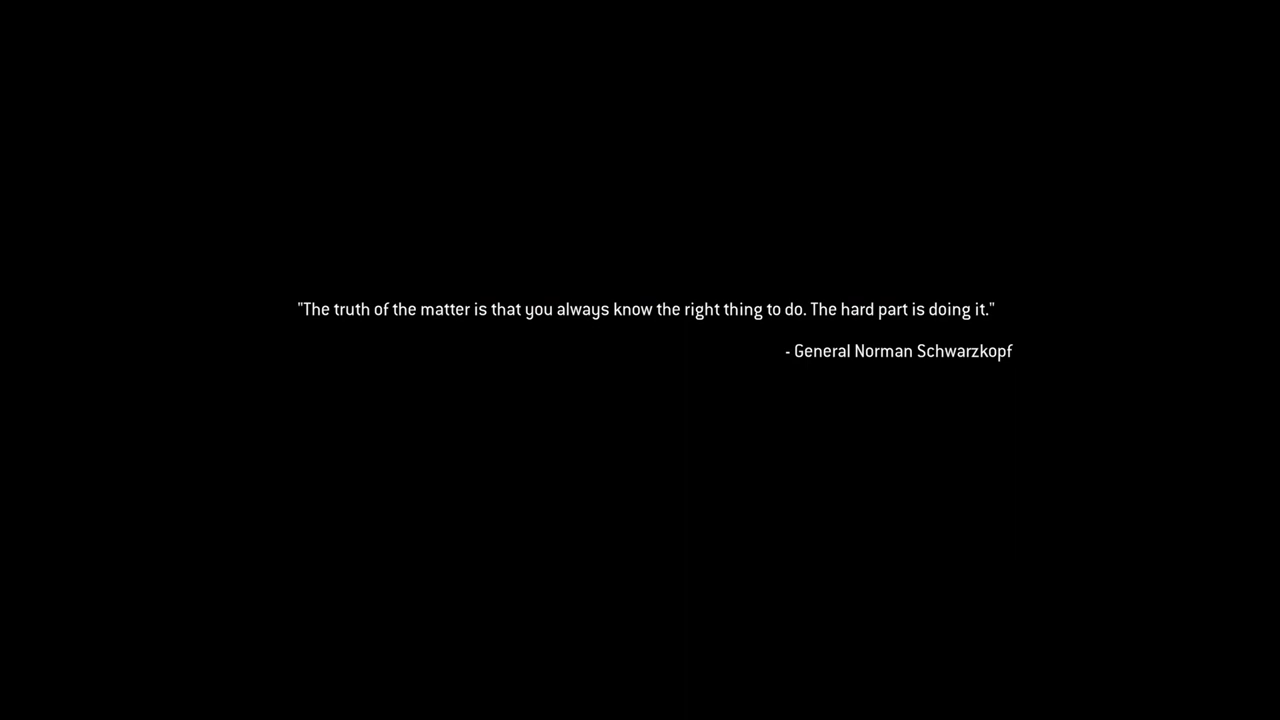 "The truth of the matter is that you always know the right thing to do. The hard part is doing it."
- General Norman Schwarzkopf